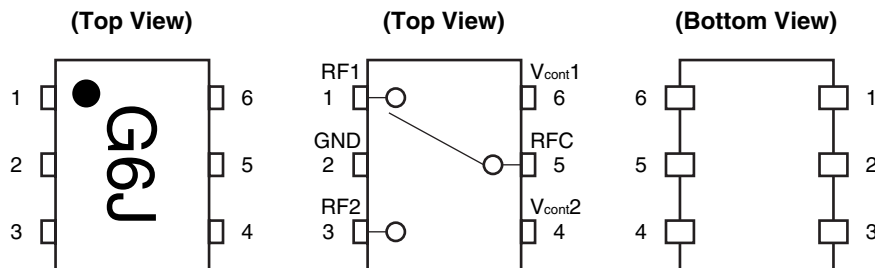 (Top View) (Top View) (Bottom View)
RF1 Vcont1
1 6 1 6 6 1
G6J
GND RFC
2 5 2 5 5 2
RF2 Vcont2
3 4 3 4 4 3